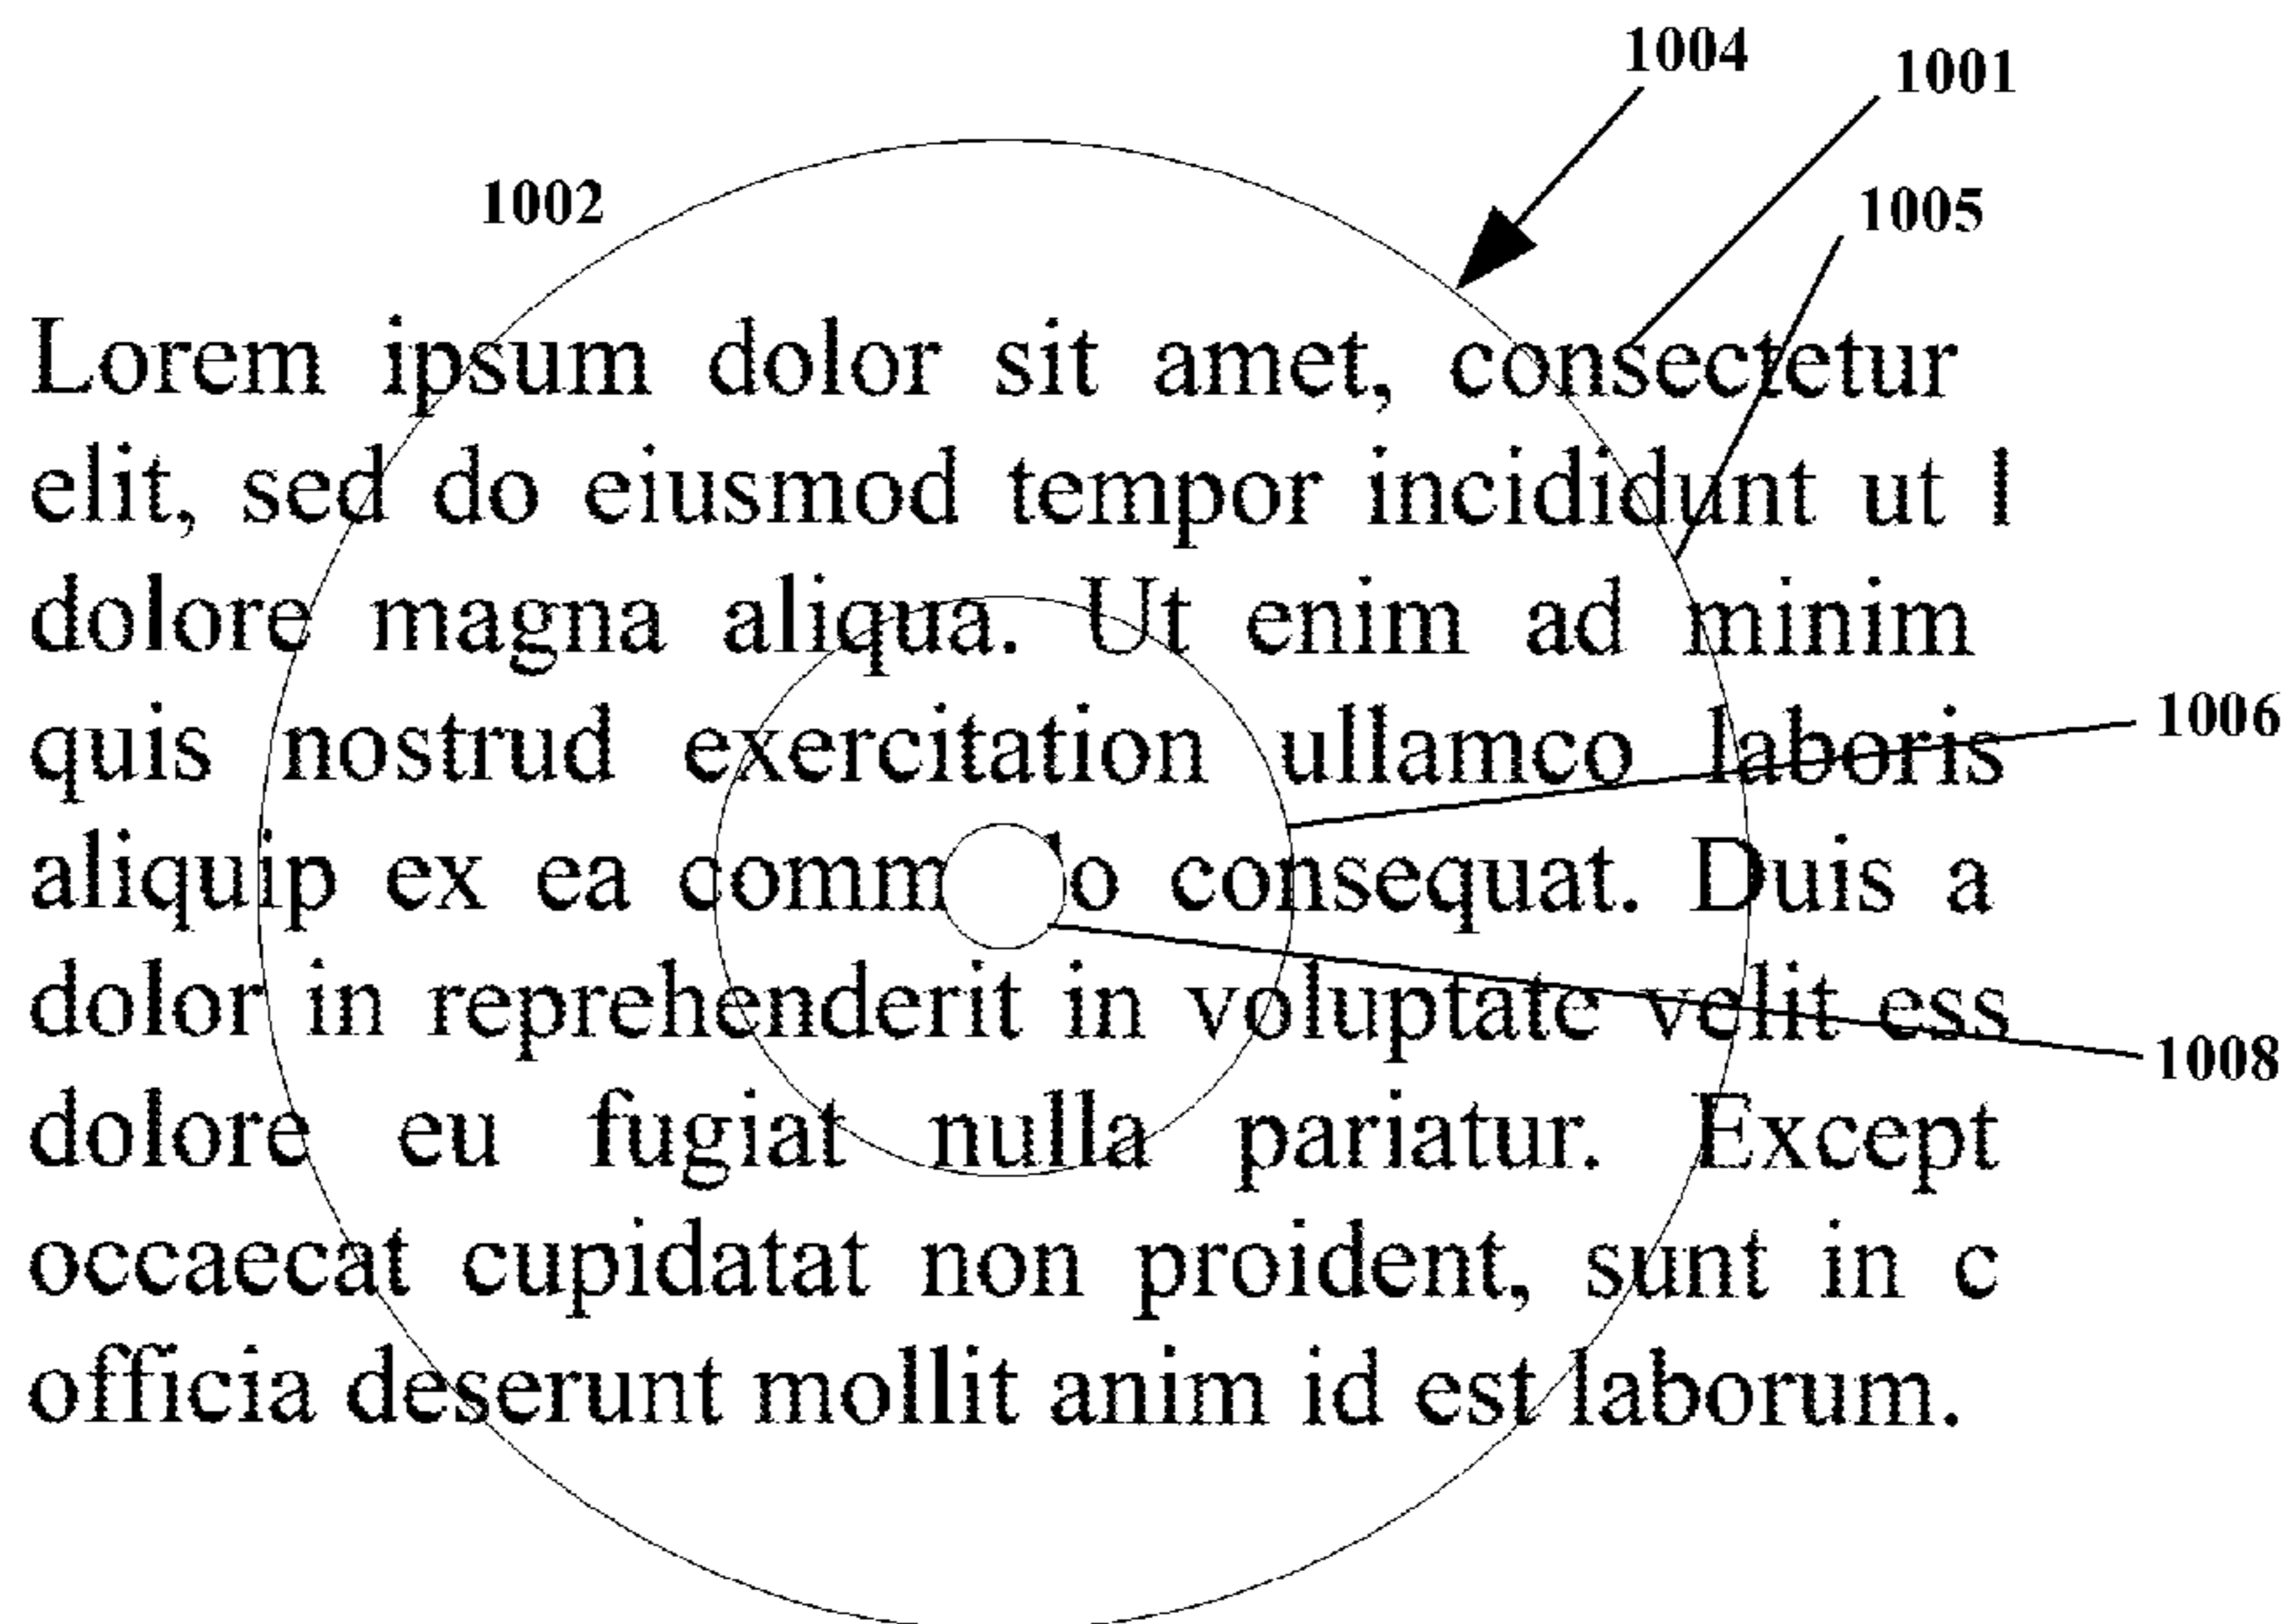 1004
1001
1002
1005
Lorem ipsum dolor sit amet, consectetur
elit, sed do eiusmod tempor incididunt ut l
dolore magna aliqua. Ut enim ad minim
1006
quis nostrud exercitation ullamco laboris
aliquip ex ea comm o consequat. Duis a
dolor in reprehenderit in voluptate velit ess
1008
dolore eu fugiat nulla pariatur. Except
occaecat cupidatat non proident, sunt in c
officia deserunt mollit anim id est laborum.